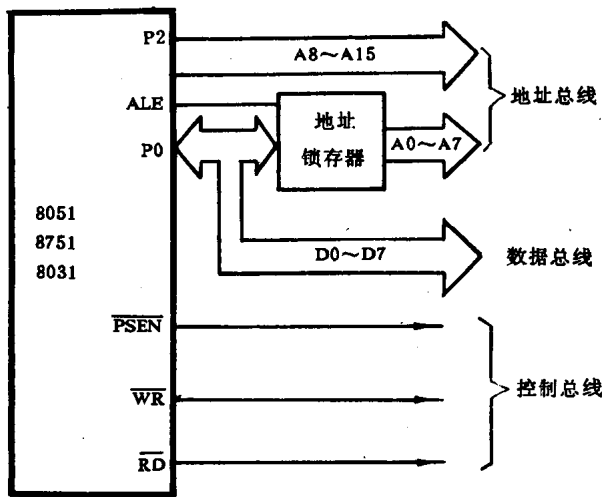 P2
A8～A15
ALE
地址
锁存器
地址总线
P0
A0～A7
8051
8751
8031
D0～D7
数据总线
PSEN
WR
控制总线
RD